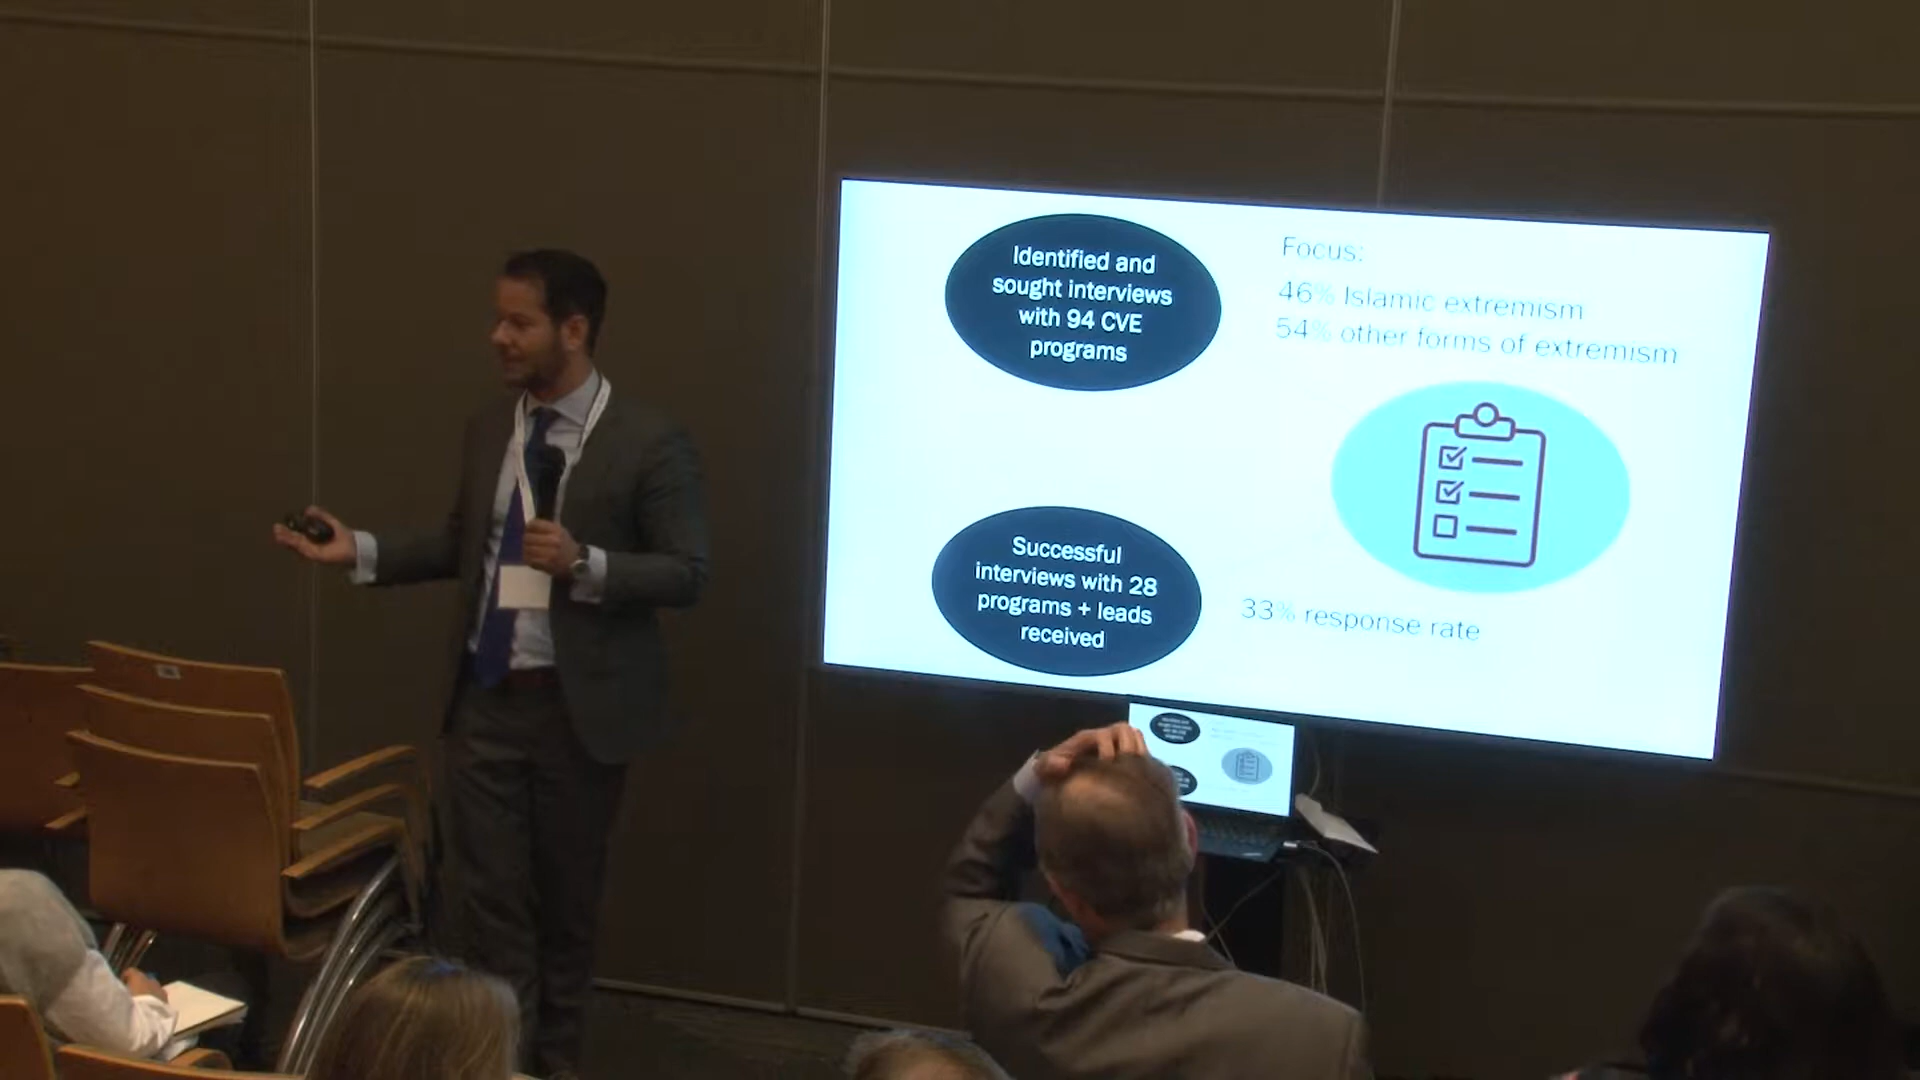 Identified and
sought interviews
with 94 CVE
programs
Focus:
46% Islamic extremism
54% other forms of extremism
Successful
interviews with 28
programs + leads
received
33% response rate